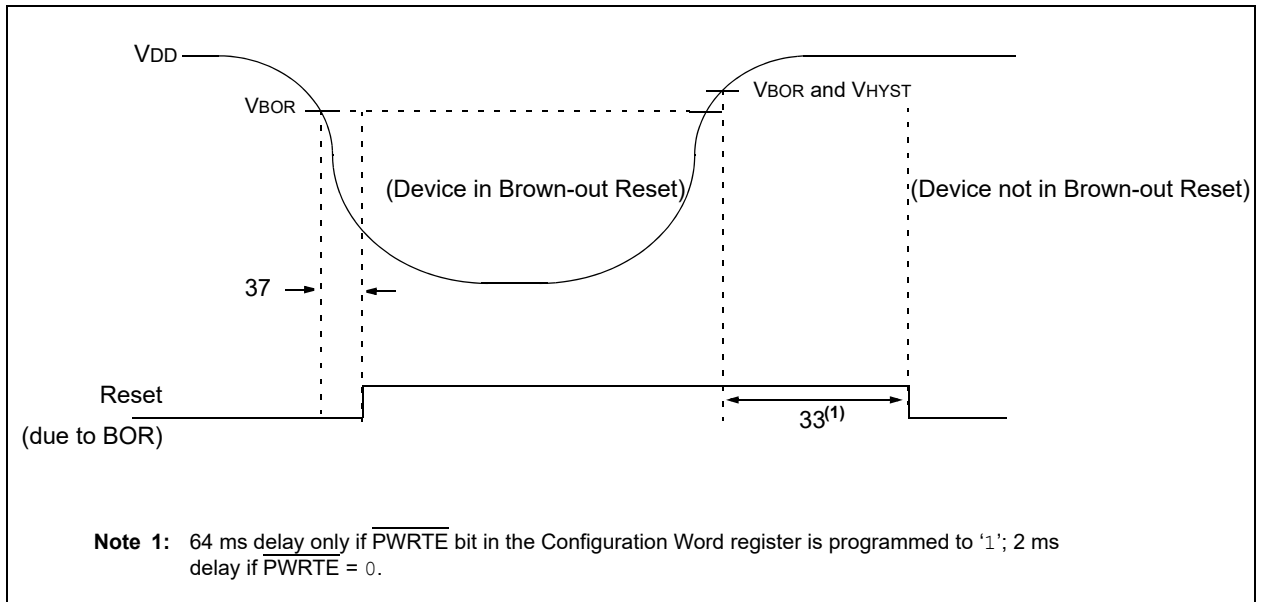 VDD
VBOR and VHYST
VBOR
(Device in Brown-out Reset)
(Device not in Brown-out Reset)
37
Reset
33(1)
(due to BOR)
Note 1: 64 ms delay only if PWRTE bit in the Configuration Word register is programmed to ‘1’; 2 ms
delay if PWRTE = 0.